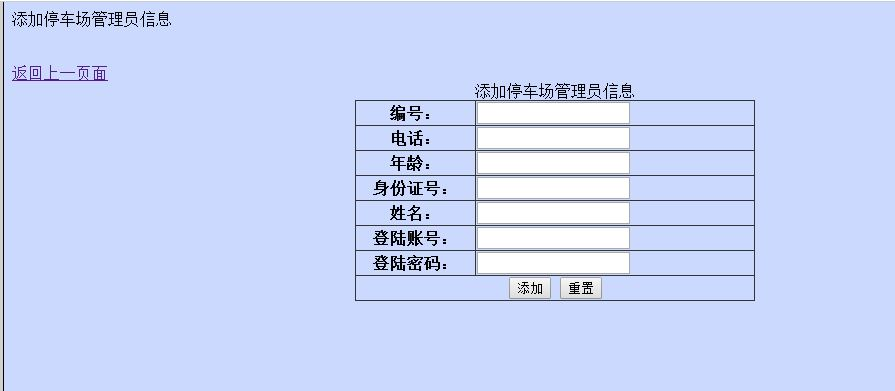 添加停车场管理员信息
返回上一页面
添加停车场管理员信息
编号：
电话：
年龄：
身份证号：
姓名：
登陆账号：
登陆密码：
添加 重置